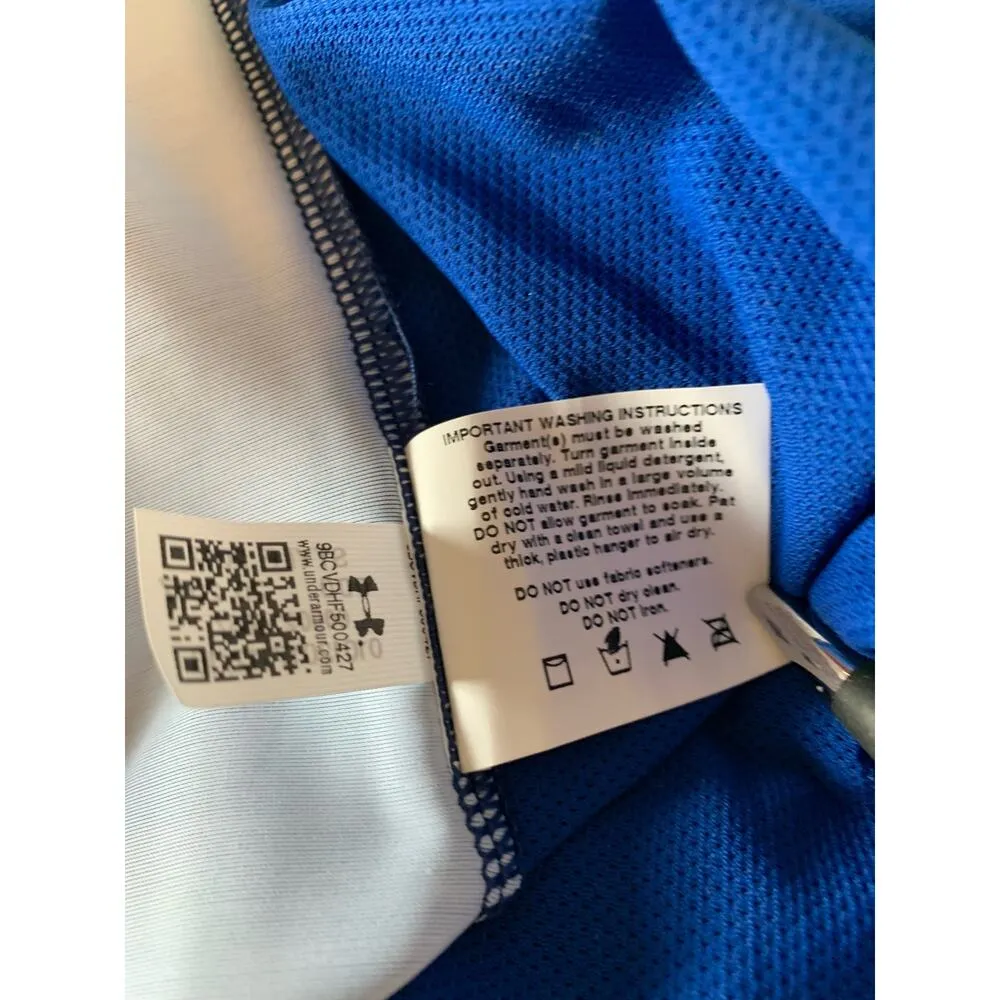 IMPORTANT WASHING INSTRUCTIONS
Garment(s) must be washed
separately. Turn garment inside
out. Using a mild liquid detergent,
gently hand wash in a large volume
of cold water. Rinse immediately.
DO NOT allow garment to soak. Pat
dry with a clean towel and use a
thick, plastic hanger to air dry.
DO NOT use fabric softeners.
DO NOT dry clean.
DO NOT iron.
9BCVDHF500427
www.underarmour.com